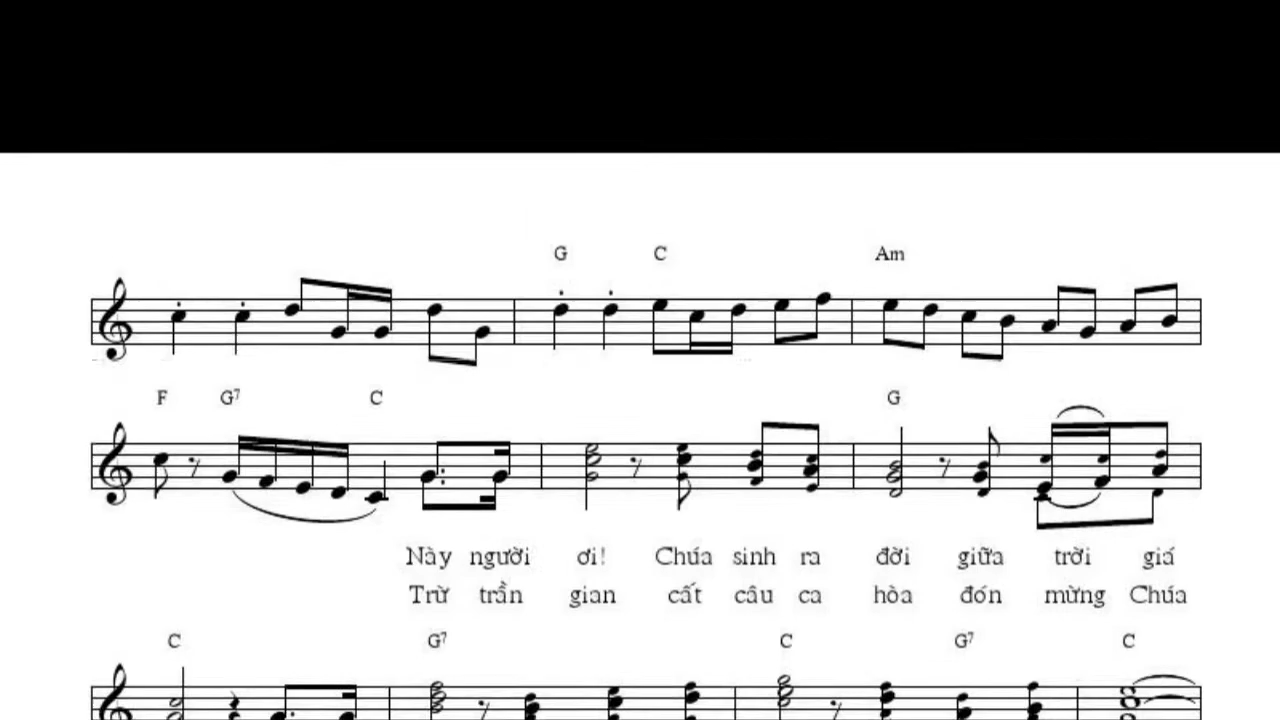 G C Am
F G7 C G
Này người ơi! Chúa sinh ra đời giữa trời giá
Trừ trần gian cất câu ca hòa đón mừng Chúa
C G7 C G7 C